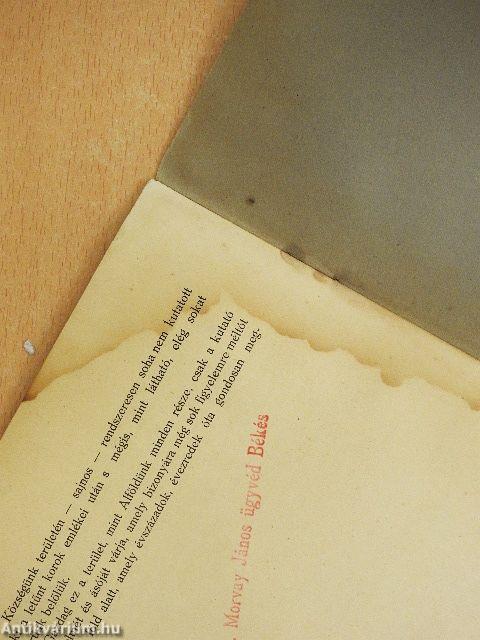 Községünk területén — sajnos — rendszeresen soha nem kutatott
letünt korok emlékei után s mégis, mint látható, elég sokat
belőlük.
ez a terület, mint Alföldünk minden része, csak a kutató
és ásóját várja, amely bizonyára még sok figyelemre méltót
alatt, amely évszázadok, évezredek óta gondosan meg-
Morvay János ügyvéd Békés
Antikvarium.hu